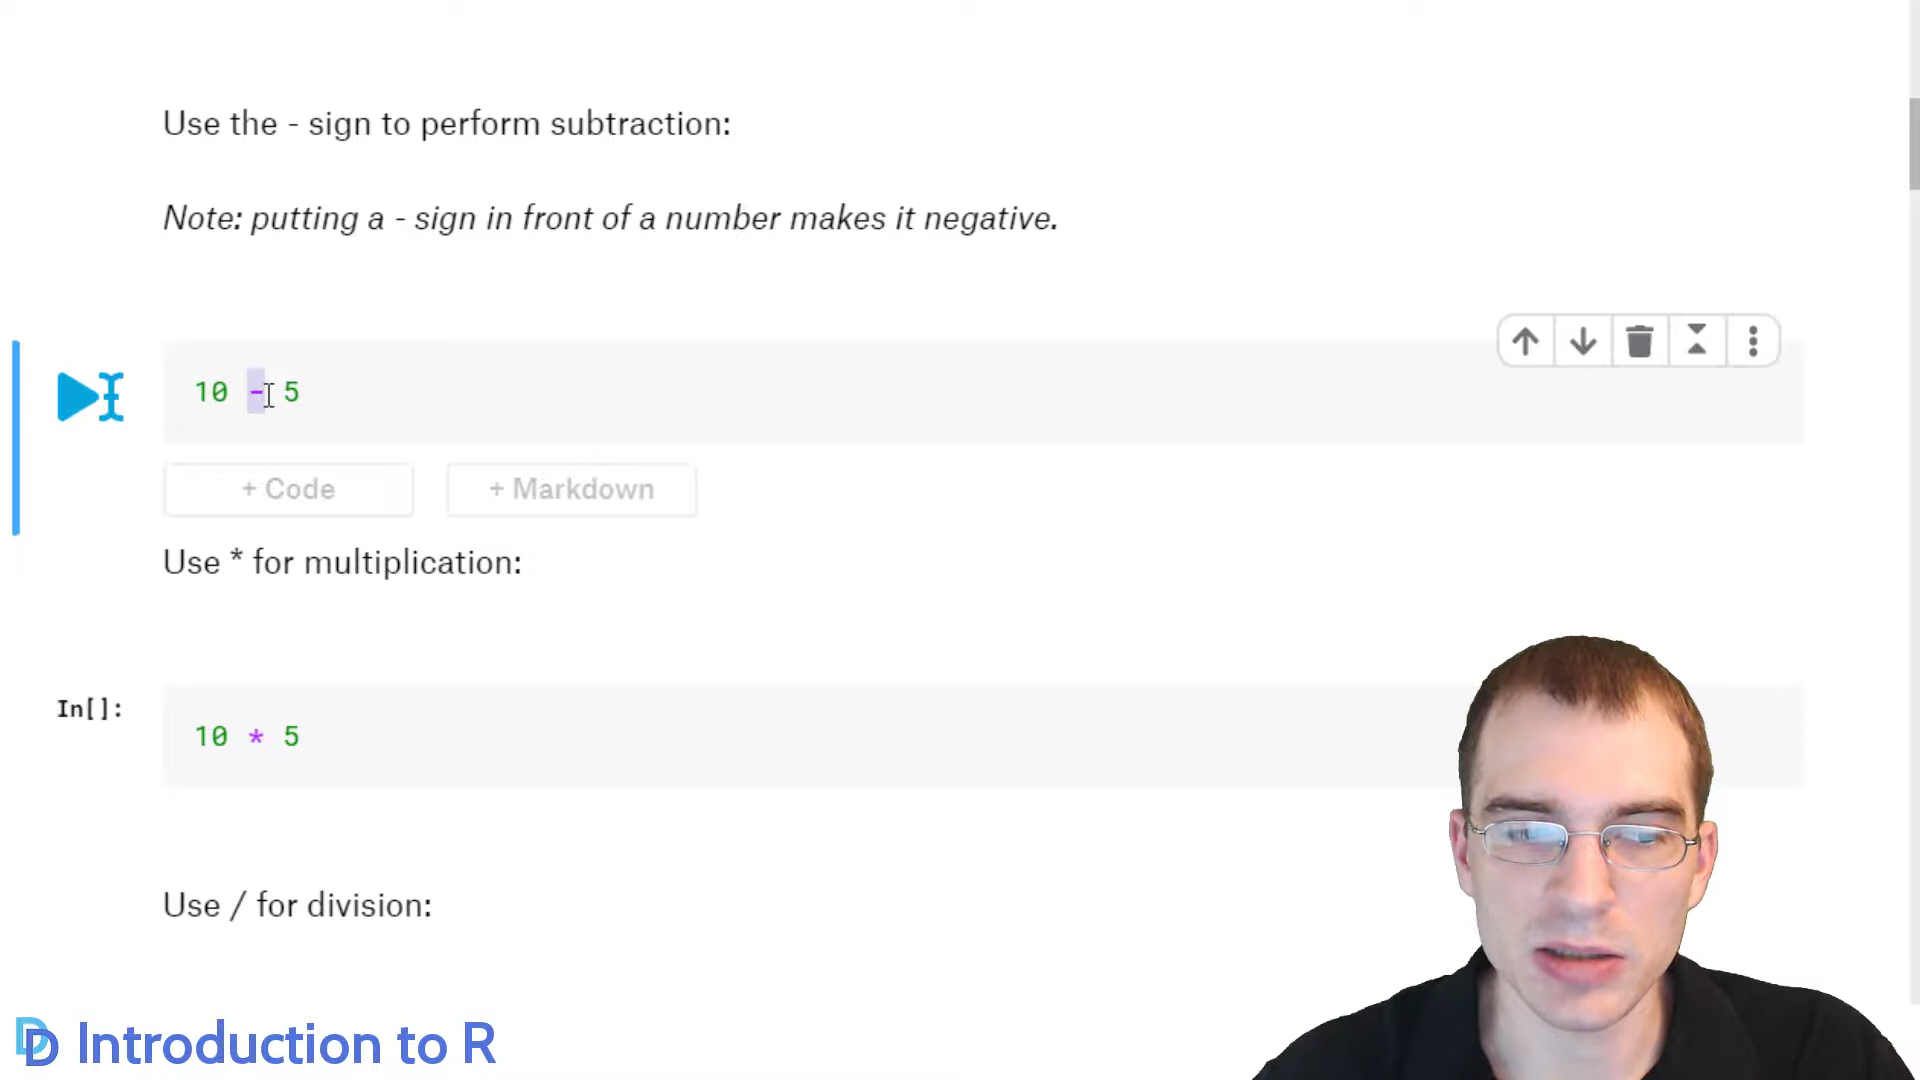 Use the - sign to perform subtraction:
Note: putting a - sign in front of a number makes it negative.
10 - 5
+ Code
+ Markdown
Use * for multiplication:
In[]:
10 * 5
Use / for division:
DD Introduction to R